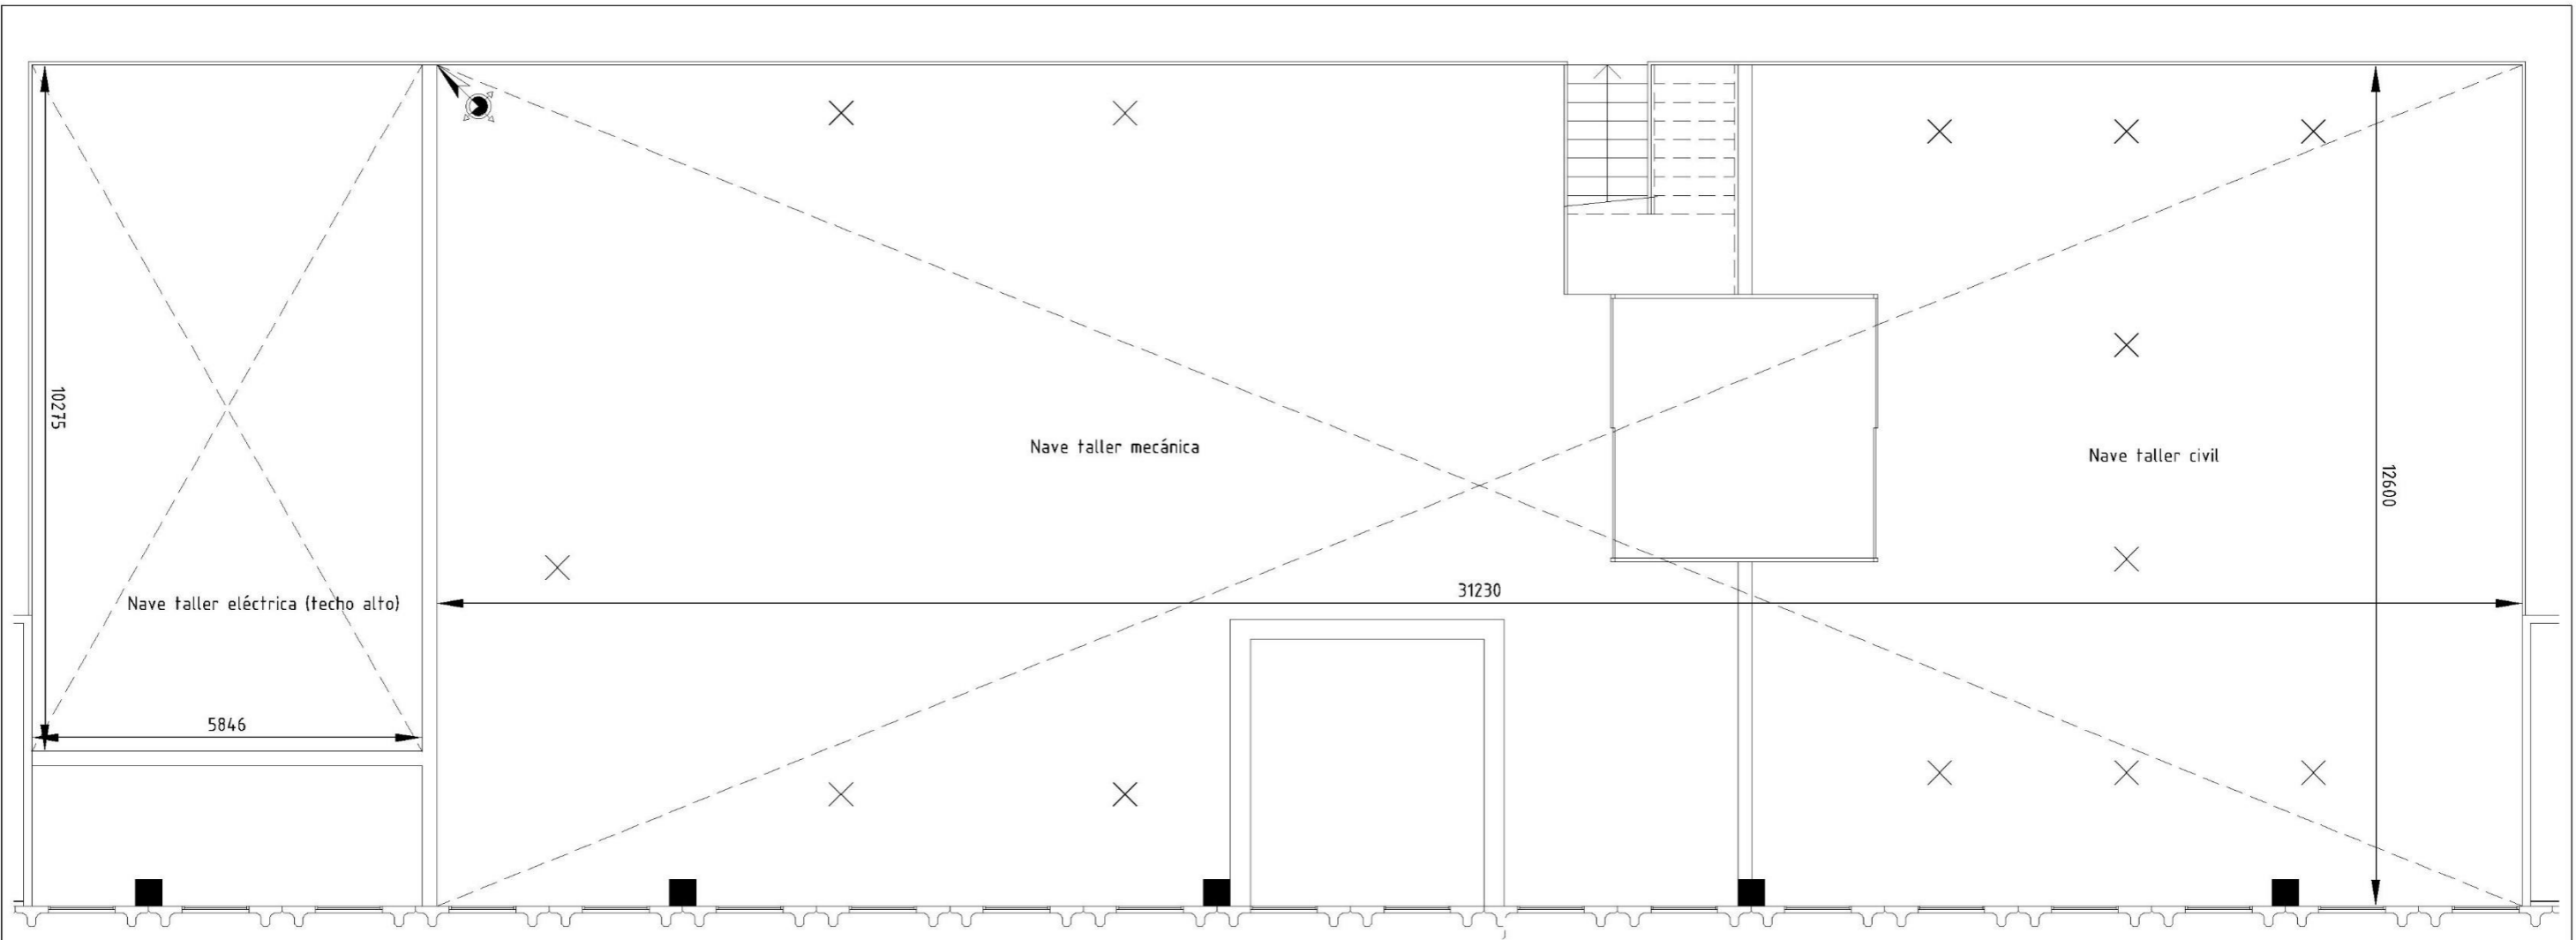 10275
Nave taller mecánica
Nave taller civil
12600
31230
Nave taller eléctrica (techo alto)
5846